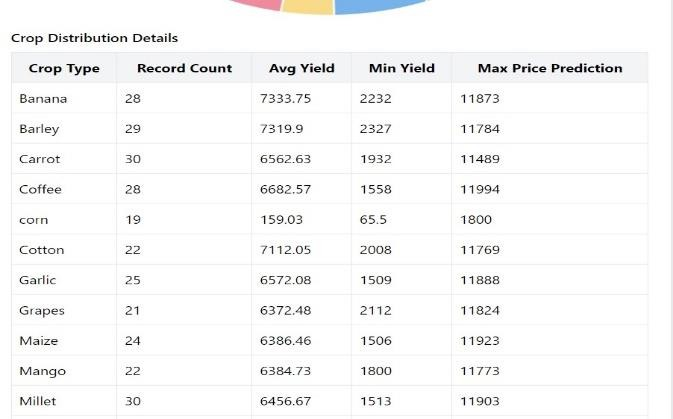 Crop Distribution Details
Crop Type Record Count Avg Yield Min Yield Max Price Prediction
Banana 28 7333.75 2232 11873
Barley 29 7319.9 2327 11784
Carrot 30 6562.63 1932 11489
Coffee 28 6682.57 1558 11994
corn 19 159.03 65.5 1800
Cotton 22 7112.05 2008 11769
Garlic 25 6572.08 1509 11888
Grapes 21 6372.48 2112 11824
Maize 24 6386.46 1506 11923
Mango 22 6384.73 1800 11773
Millet 30 6456.67 1513 11903